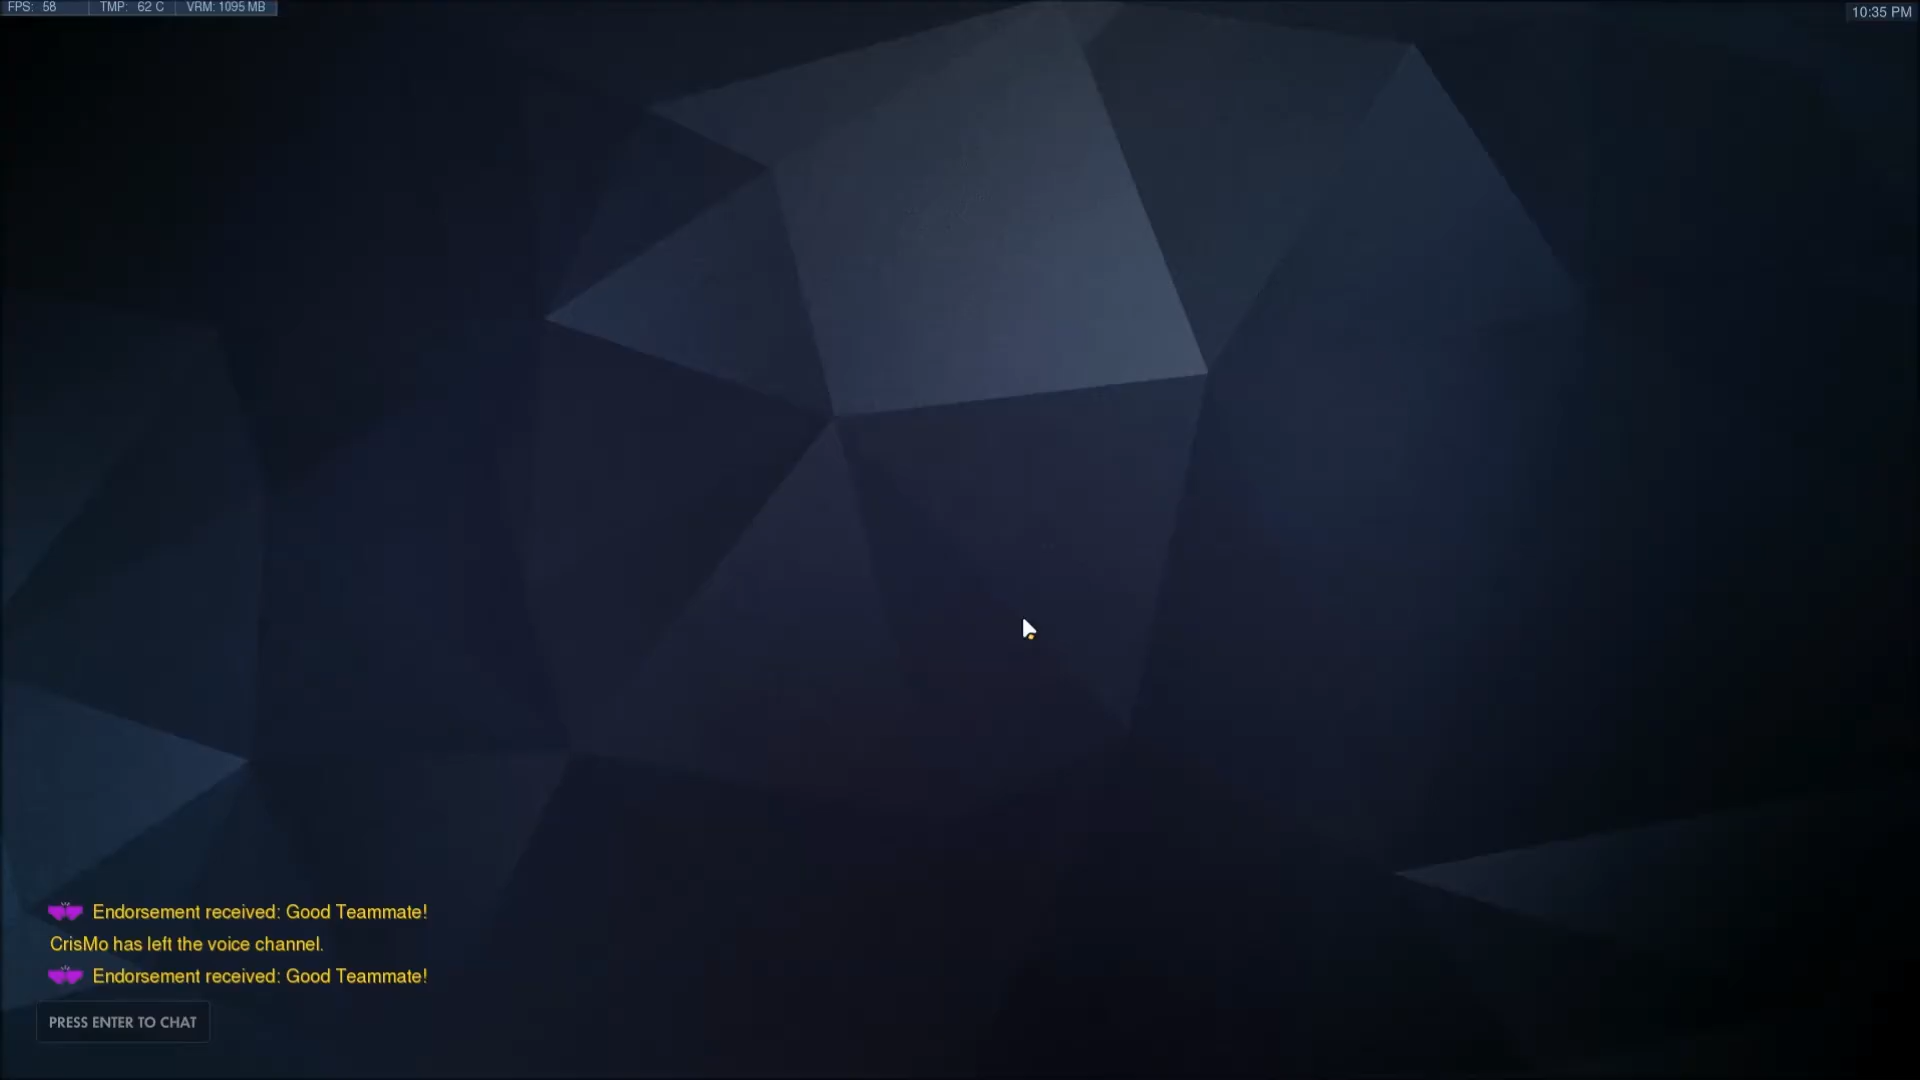 FPS: 58 TMP: 62 C VRM: 1095 MB
10:35 PM
Endorsement received: Good Teammate!
CrisMo has left the voice channel.
Endorsement received: Good Teammate!
PRESS ENTER TO CHAT